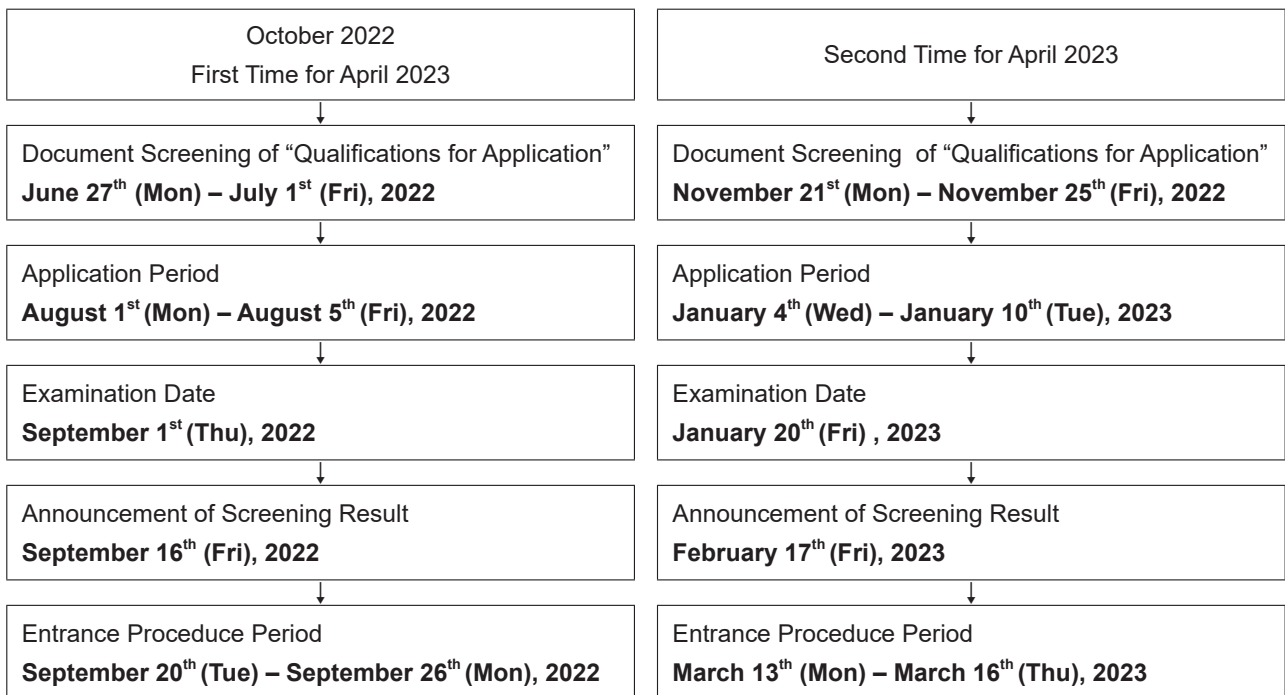 October 2022
First Time for April 2023
Document Screening of “Qualifications for Application”
June 27th (Mon) – July 1st (Fri), 2022
Application Period
August 1st (Mon) – August 5th (Fri), 2022
Examination Date
September 1st (Thu), 2022
Announcement of Screening Result
September 16th (Fri), 2022
Entrance Proceduce Period
September 20th (Tue) – September 26th (Mon), 2022
Second Time for April 2023
Document Screening of “Qualifications for Application”
November 21st (Mon) – November 25th (Fri), 2022
Application Period
January 4th (Wed) – January 10th (Tue), 2023
Examination Date
January 20th (Fri) , 2023
Announcement of Screening Result
February 17th (Fri), 2023
Entrance Proceduce Period
March 13th (Mon) – March 16th (Thu), 2023